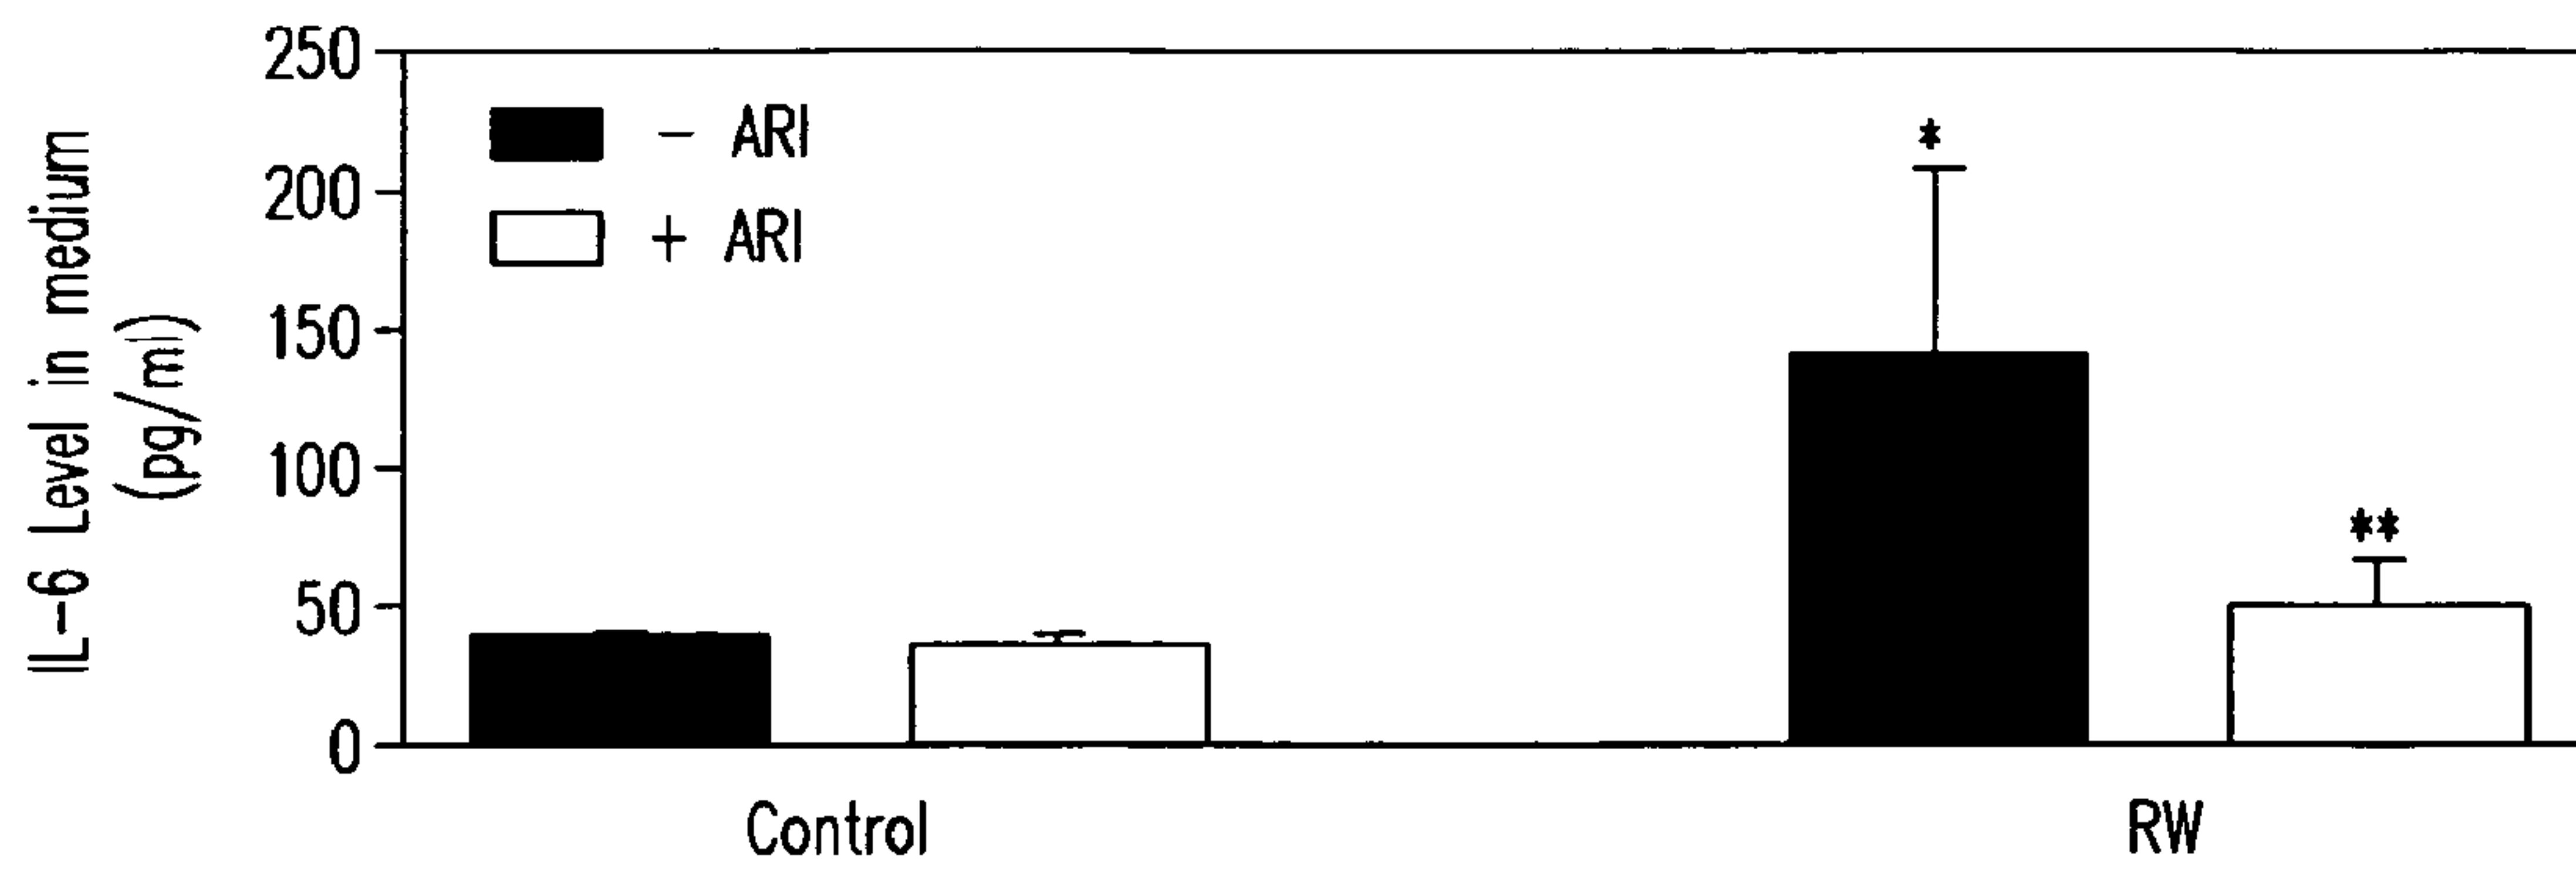 IL-6 Level in medium
(pg/ml)
250
200
150
100
50
0
− ARI
+ ARI
*
**
Control
RW